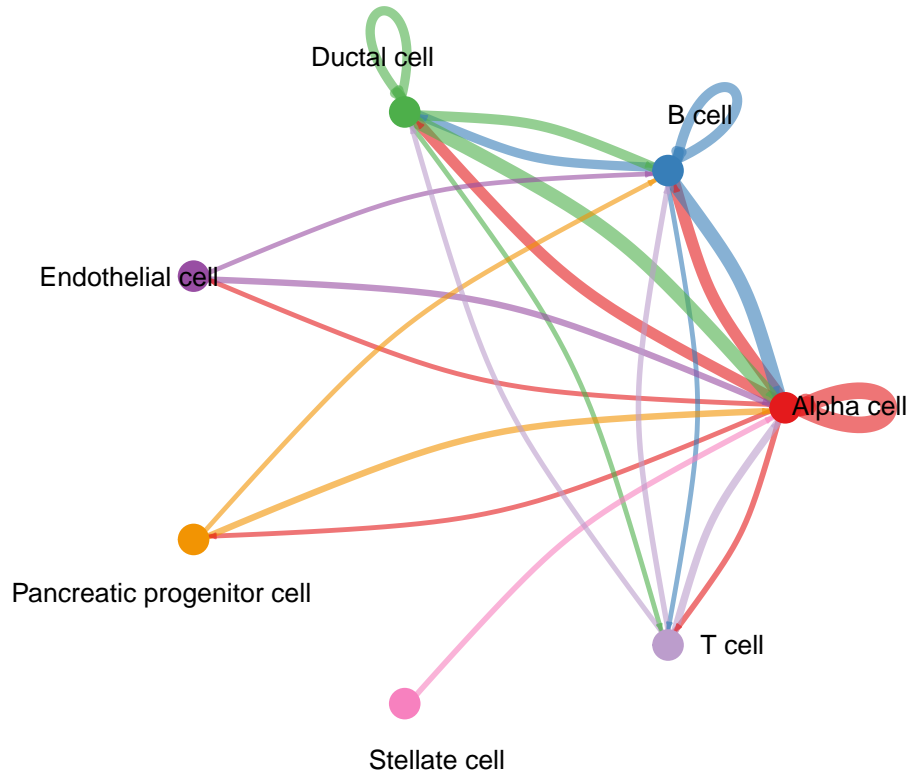 Ductal cell
B cell
Endothelial cell
Alpha cell
Pancreatic progenitor cell
T cell
Stellate cell